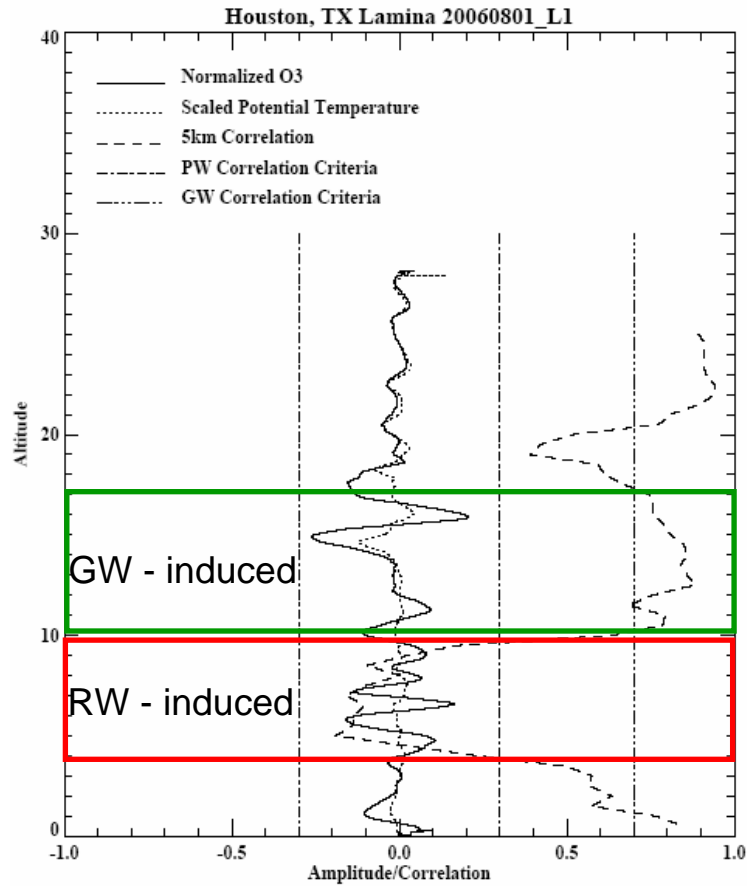 Houston, TX Lamina 20060801_L1
40
Normalized O3
Scaled Potential Temperature
5km Correlation
PW Correlation Criteria
GW Correlation Criteria
30
Altitude
20
GW - induced
10
RW - induced
0
-1.0 -0.5 0.0 0.5 1.0
Amplitude/Correlation